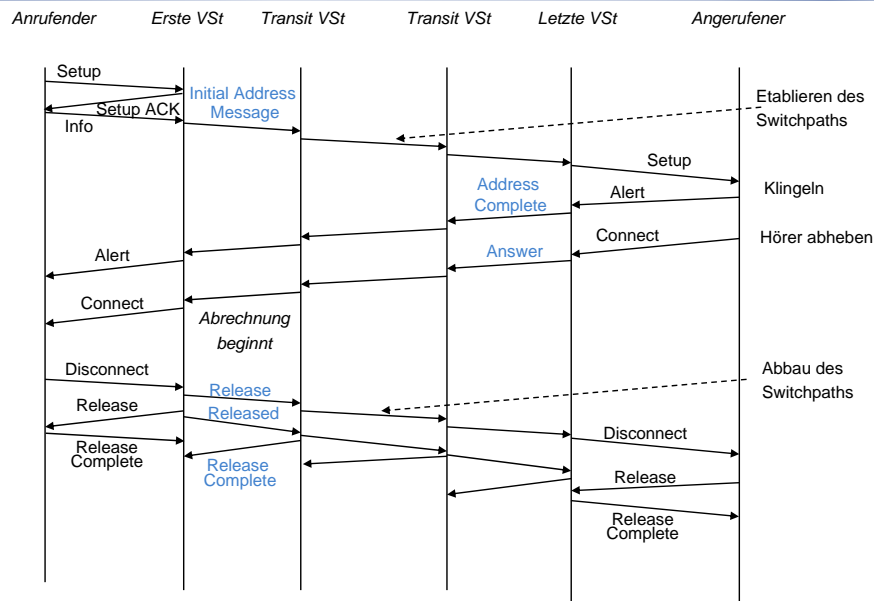 Anrufender
Erste VSt
Transit VSt
Transit VSt
Letzte VSt
Angerufener
Setup
Initial Address
Message
Setup ACK
Info
Etablieren des
Switchpaths
Setup
Address
Complete
Alert
Klingeln
Connect
Hörer abheben
Answer
Alert
Connect
Abrechnung
beginnt
Disconnect
Release
Abbau des
Switchpaths
Release
Released
Disconnect
Release
Complete
Release
Complete
Release
Release
Complete